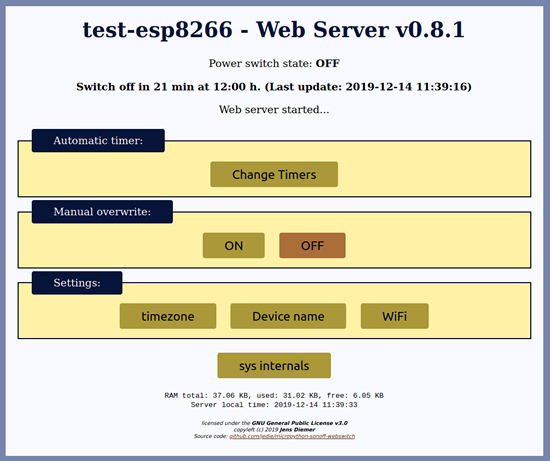 test-esp8266 - Web Server v0.8.1
Power switch state: OFF
Switch off in 21 min at 12:00 h. (Last update: 2019-12-14 11:39:16)
Web server started...
Automatic timer:
Change Timers
Manual overwrite:
ON OFF
Settings:
timezone Device name WiFi
sys internals
RAM total: 37.06 KB, used: 31.02 KB, free: 6.05 KB
Server local time: 2019-12-14 11:39:33
licensed under the GNU General Public License v3.0
copyleft (c) 2019 Jens Diemer
Source code: github.com/jedie/micropython-sonoff-webswitch